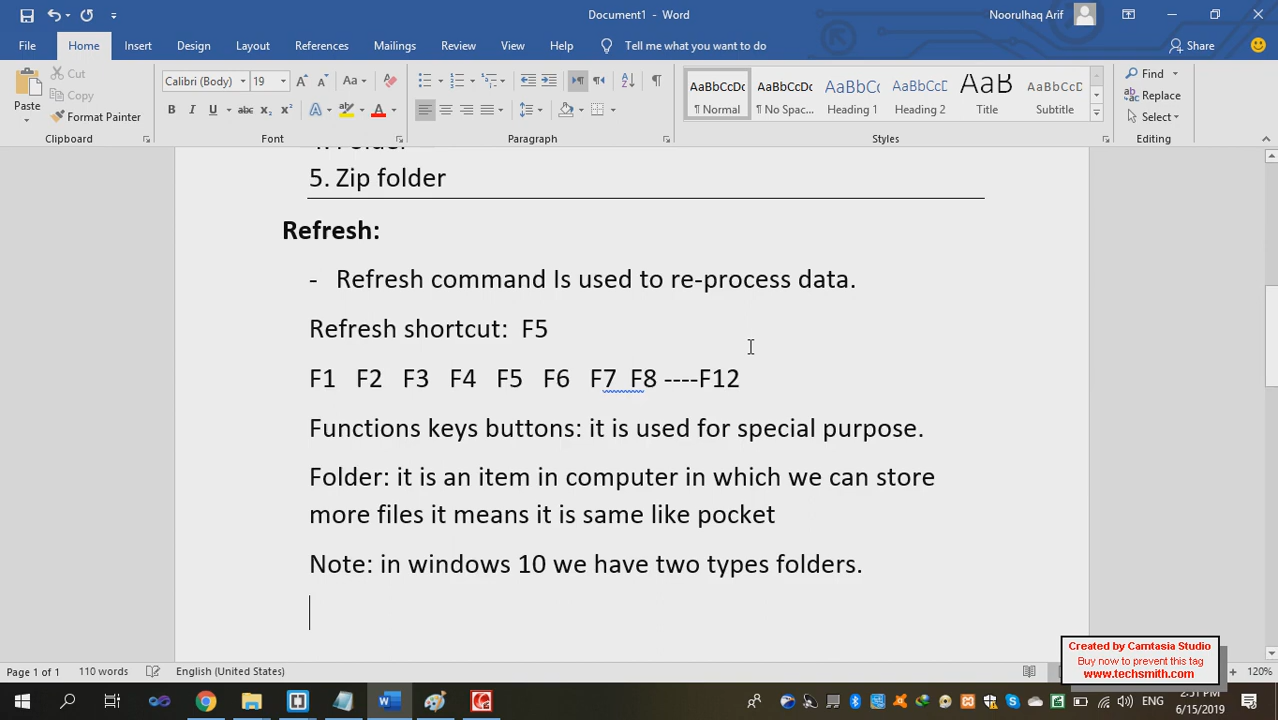 Document1 - Word
Noorulhaq Arif
File Home Insert Design Layout References Mailings Review View Help Tell me what you want to do Share
Paste
Cut
Copy
Format Painter
Clipboard
Calibri (Body) 19
Font
Paragraph
AaBbCcDc AaBbCcDc AaBbCc AaBbCcD AaB AaBbCcD
¶ Normal ¶ No Spac... Heading 1 Heading 2 Title Subtitle
Styles
Find
Replace
Select
Editing
5. Zip folder
Refresh:
- Refresh command Is used to re-process data.
Refresh shortcut: F5
F1 F2 F3 F4 F5 F6 F7 F8 ----F12
Functions keys buttons: it is used for special purpose.
Folder: it is an item in computer in which we can store
more files it means it is same like pocket
Note: in windows 10 we have two types folders.
Created by Camtasia Studio
Buy now to prevent this tag
www.techsmith.com
Page 1 of 1 110 words English (United States) 120%
ENG
6/15/2019